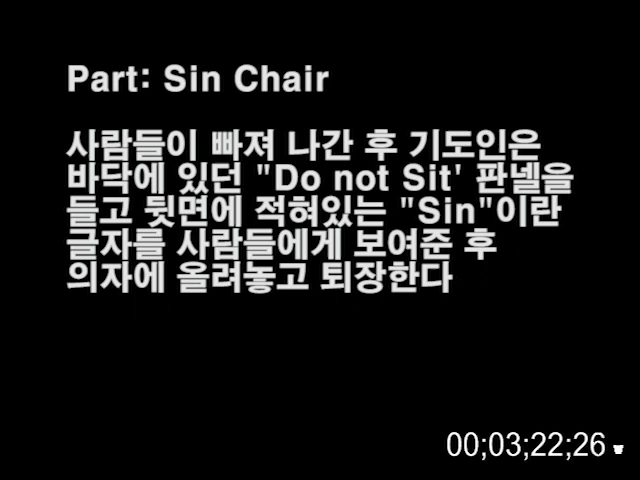 Part: Sin Chair
사람들이 빠져 나간 후 기도인은
바닥에 있던 "Do not Sit' 판넬을
들고 뒷면에 적혀있는 "Sin"이란
글자를 사람들에게 보여준 후
의자에 올려놓고 퇴장한다
00;03;22;26